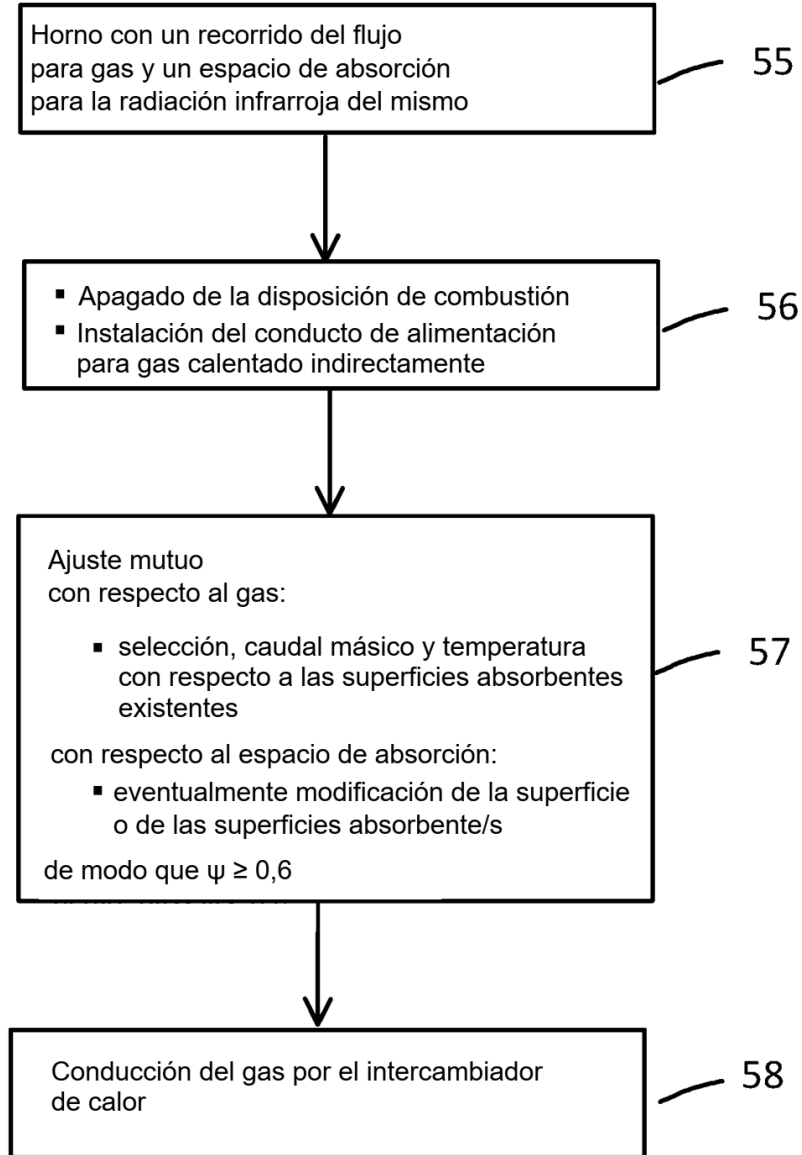 Horno con un recorrido del flujo
para gas y un espacio de absorción
para la radiación infrarroja del mismo
55
▪ Apagado de la disposición de combustión
▪ Instalación del conducto de alimentación
para gas calentado indirectamente
56
Ajuste mutuo
con respecto al gas:
▪ selección, caudal másico y temperatura
con respecto a las superficies absorbentes
existentes
con respecto al espacio de absorción:
▪ eventualmente modificación de la superficie
o de las superficies absorbente/s
de modo que ψ ≥ 0,6
57
Conducción del gas por el intercambiador
de calor
58